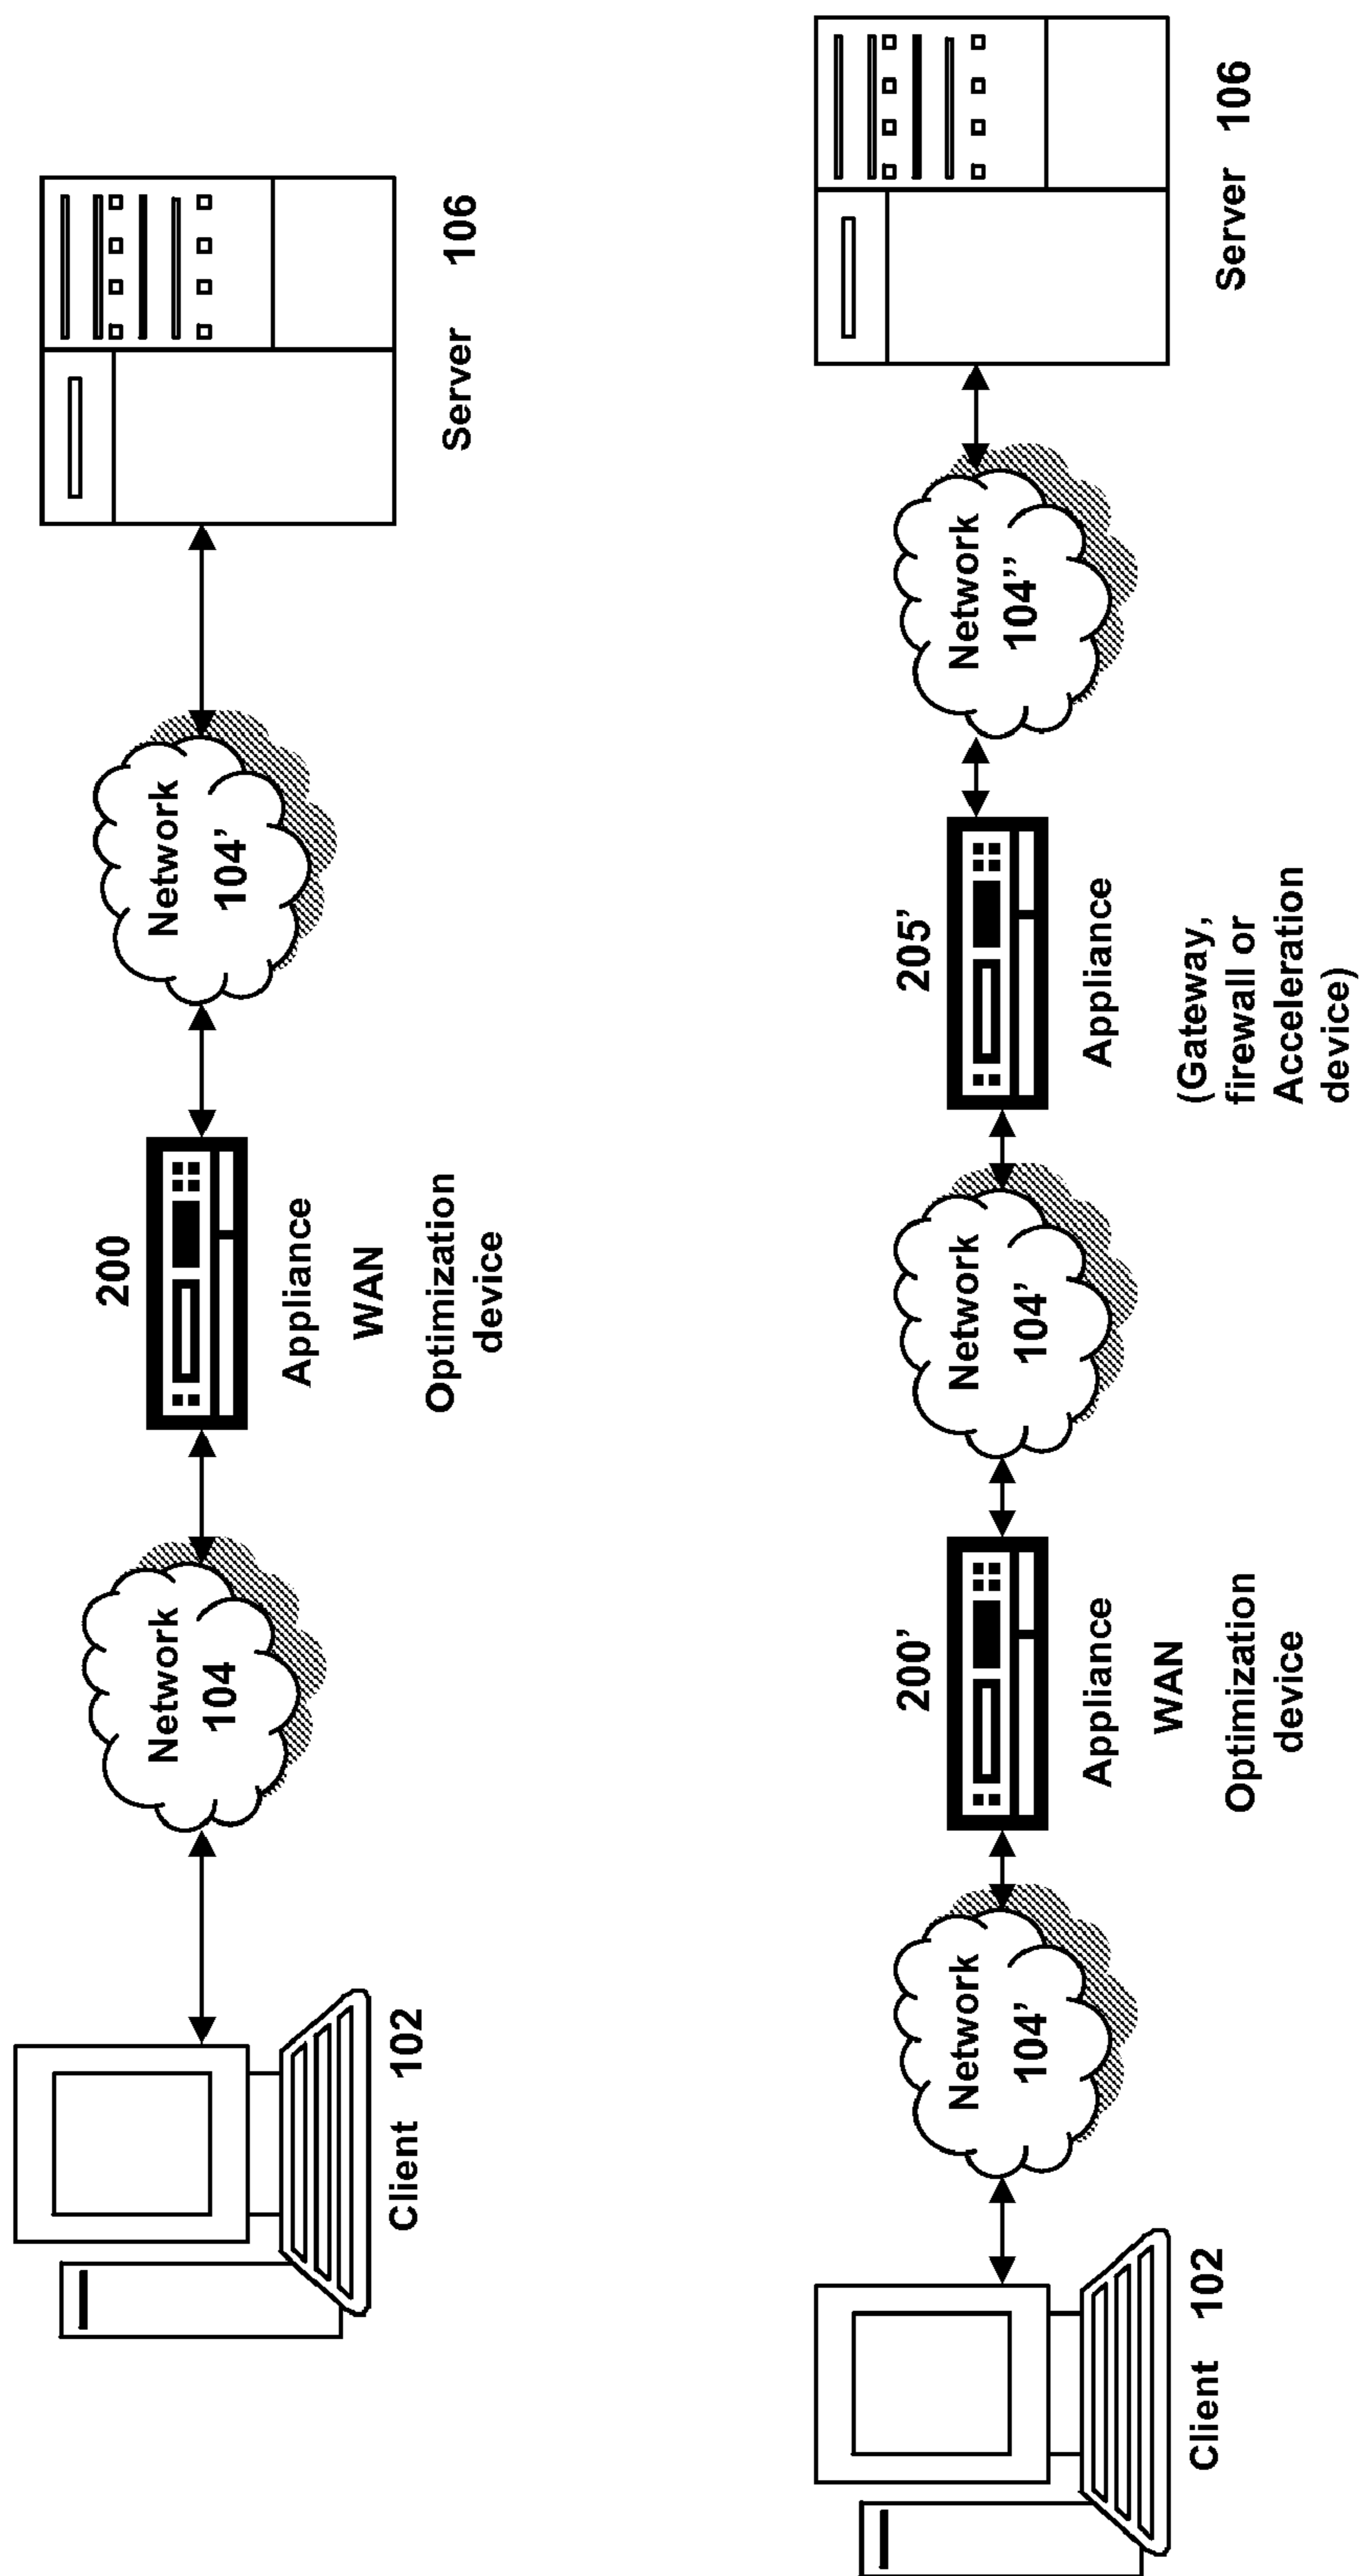 Client 102
Network
104
200
Appliance
WAN
Optimization
device
Network
104’
Server 106
Client 102
Network
104’
200’
Appliance
WAN
Optimization
device
Network
104’
205’
Appliance
(Gateway,
firewall or
Acceleration
device)
Network
104’’
Server 106